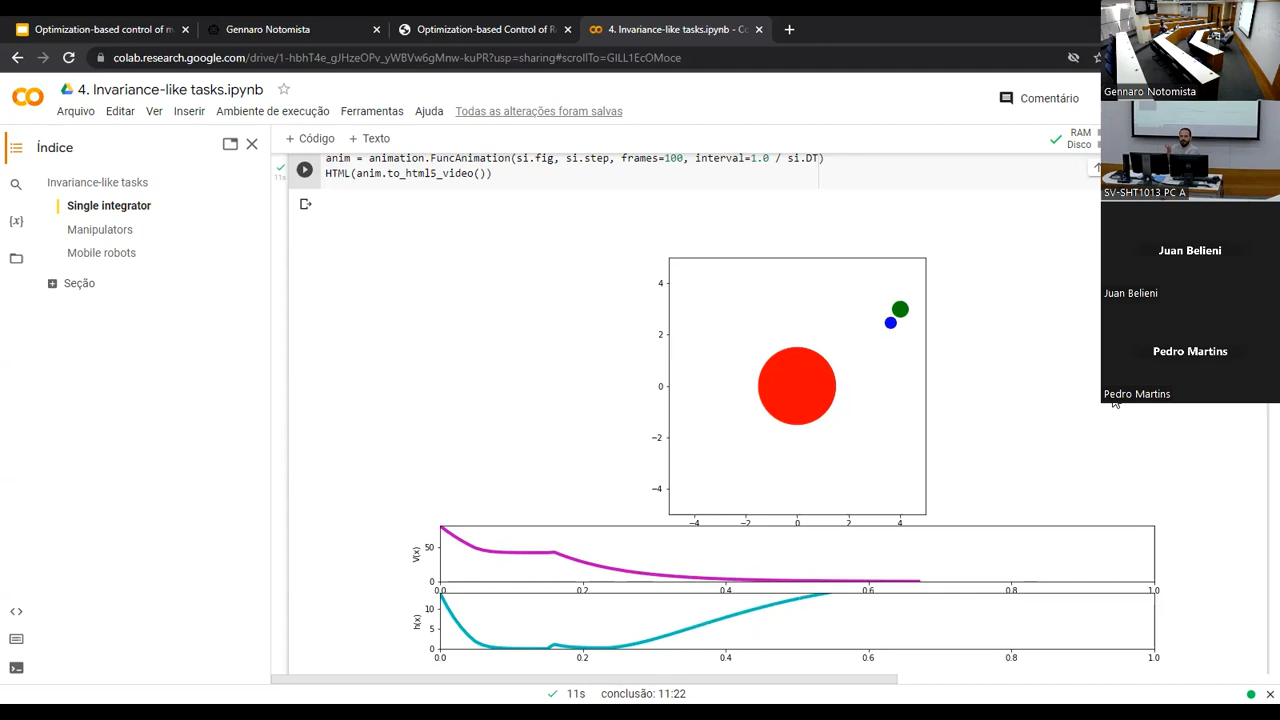 Optimization-based control of m
Gennaro Notomista
Optimization-based Control of R
4. Invariance-like tasks.ipynb - Co
colab.research.google.com/drive/1-hbhT4e_gJHzeOPv_yWBVw6gMnw-kuPR?usp=sharing#scrollTo=GILL1EcOMoce
4. Invariance-like tasks.ipynb
Arquivo Editar Ver Inserir Ambiente de execução Ferramentas Ajuda Todas as alterações foram salvas
Comentário
Índice
+ Código + Texto
RAM
Disco
Invariance-like tasks
Single integrator
Manipulators
Mobile robots
Seção
anim = animation.FuncAnimation(si.fig, si.step, frames=100, interval=1.0 / si.DT)
HTML(anim.to_html5_video())
11s
4
2
0
−2
−4
−4 −2 0 2 4
V(x)
50
0
0.0 0.2 0.4 0.6 0.8 1.0
h(x)
10
5
0
0.0 0.2 0.4 0.6 0.8 1.0
11s conclusão: 11:22
Gennaro Notomista
SV-SHT1013 PC A
Juan Belieni
Juan Belieni
Pedro Martins
Pedro Martins